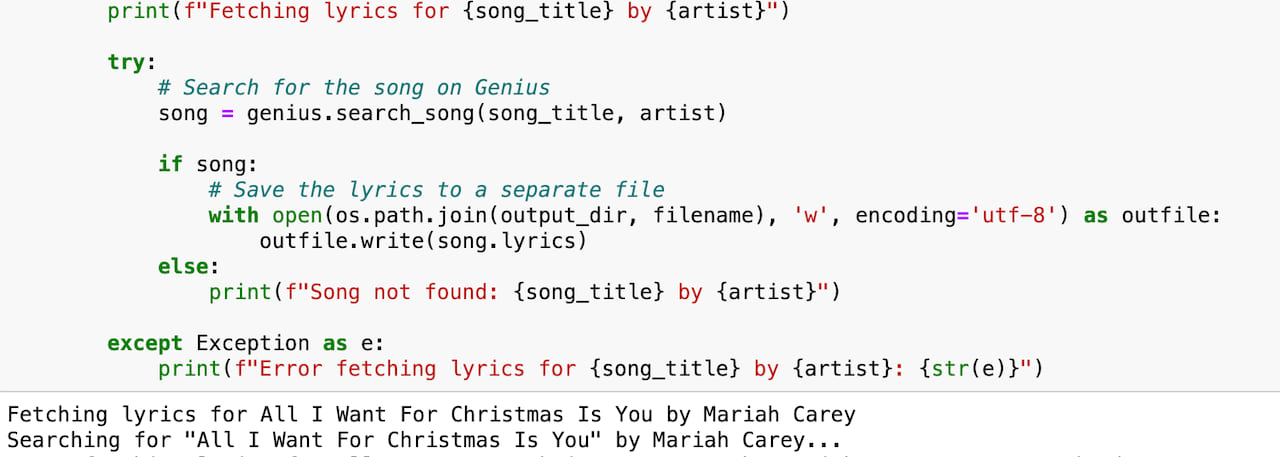 print(f"Fetching lyrics for {song_title} by {artist}")
try:
# Search for the song on Genius
song = genius.search_song(song_title, artist)
if song:
# Save the lyrics to a separate file
with open(os.path.join(output_dir, filename), 'w', encoding='utf-8') as outfile:
outfile.write(song.lyrics)
else:
print(f"Song not found: {song_title} by {artist}")
except Exception as e:
print(f"Error fetching lyrics for {song_title} by {artist}: {str(e)}")
Fetching lyrics for All I Want For Christmas Is You by Mariah Carey
Searching for "All I Want For Christmas Is You" by Mariah Carey...